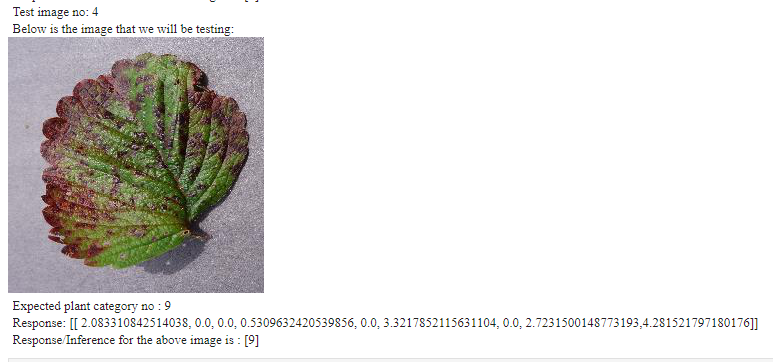 Test image no: 4
Below is the image that we will be testing:
Expected plant category no : 9
Response: [[ 2.083310842514038, 0.0, 0.0, 0.5309632420539856, 0.0, 3.3217852115631104, 0.0, 2.7231500148773193,4.281521797180176]]
Response/Inference for the above image is : [9]